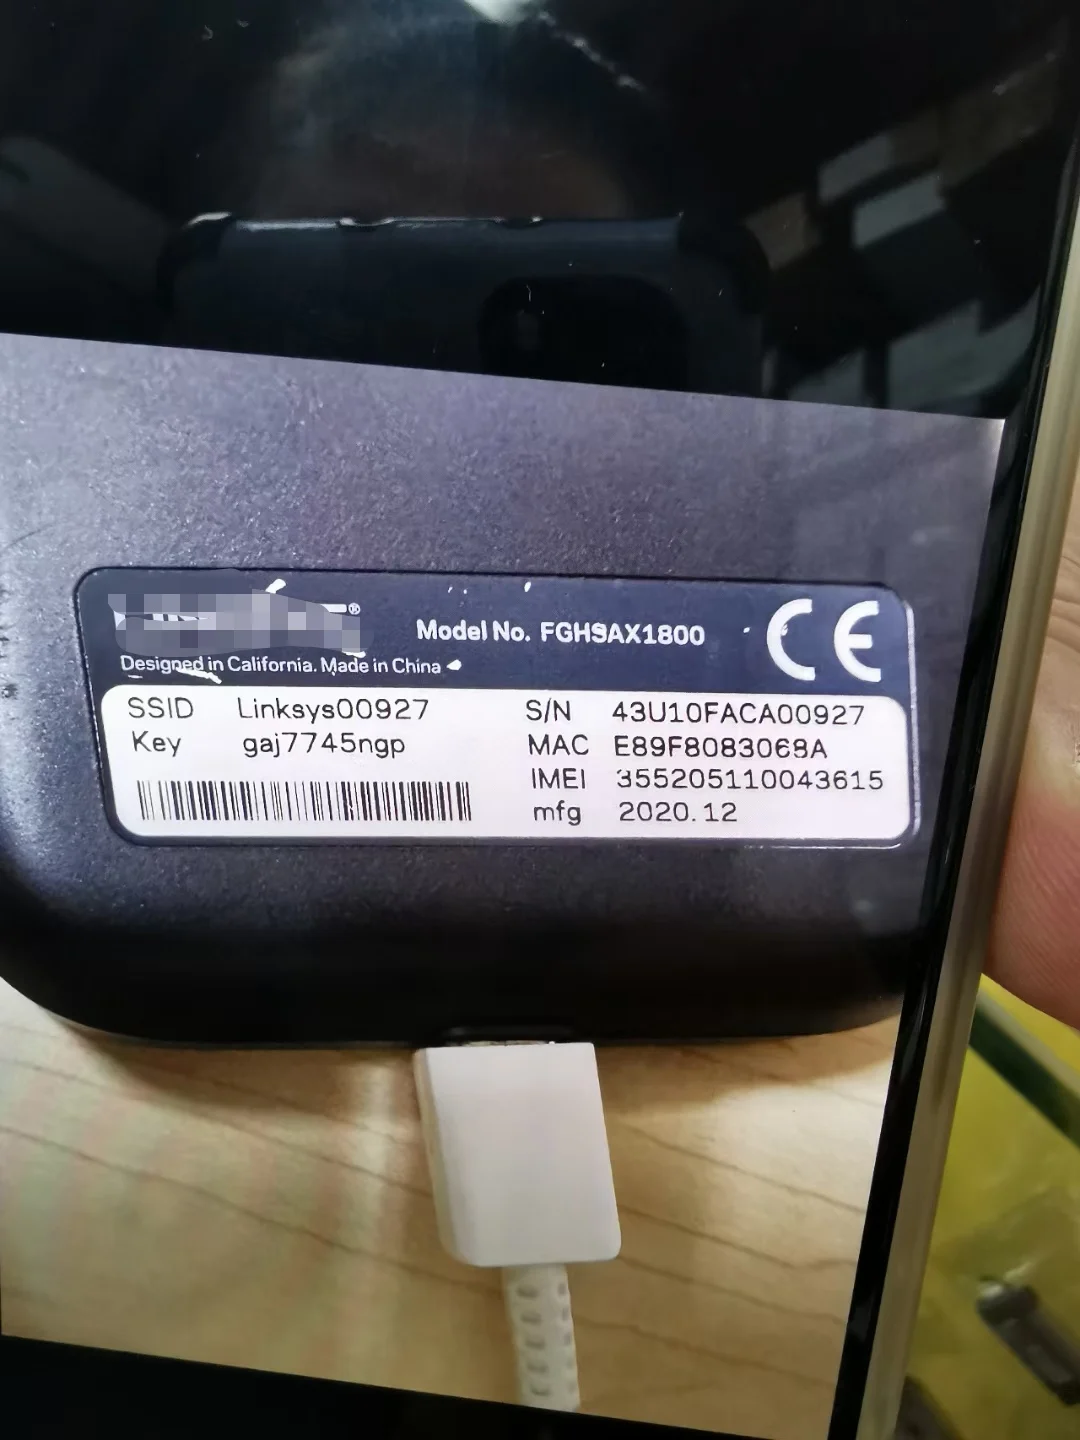 ®
Model No. FGHSAX1800
CE
Designed in California. Made in China
SSID Linksys00927
Key gaj7745ngp
S/N 43U10FACA00927
MAC E89F8083068A
IMEI 355205110043615
mfg 2020.12